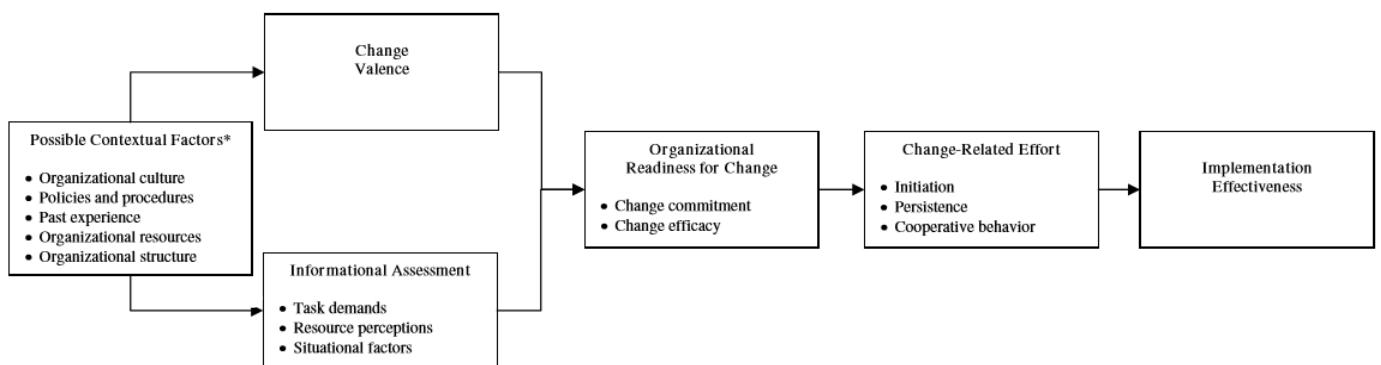 Possible Contextual Factors*
• Organizational culture
• Policies and procedures
• Past experience
• Organizational resources
• Organizational structure
Change
Valence
Informational Assessment
• Task demands
• Resource perceptions
• Situational factors
Organizational
Readiness for Change
• Change commitment
• Change efficacy
Change-Related Effort
• Initiation
• Persistence
• Cooperative behavior
Implementation
Effectiveness